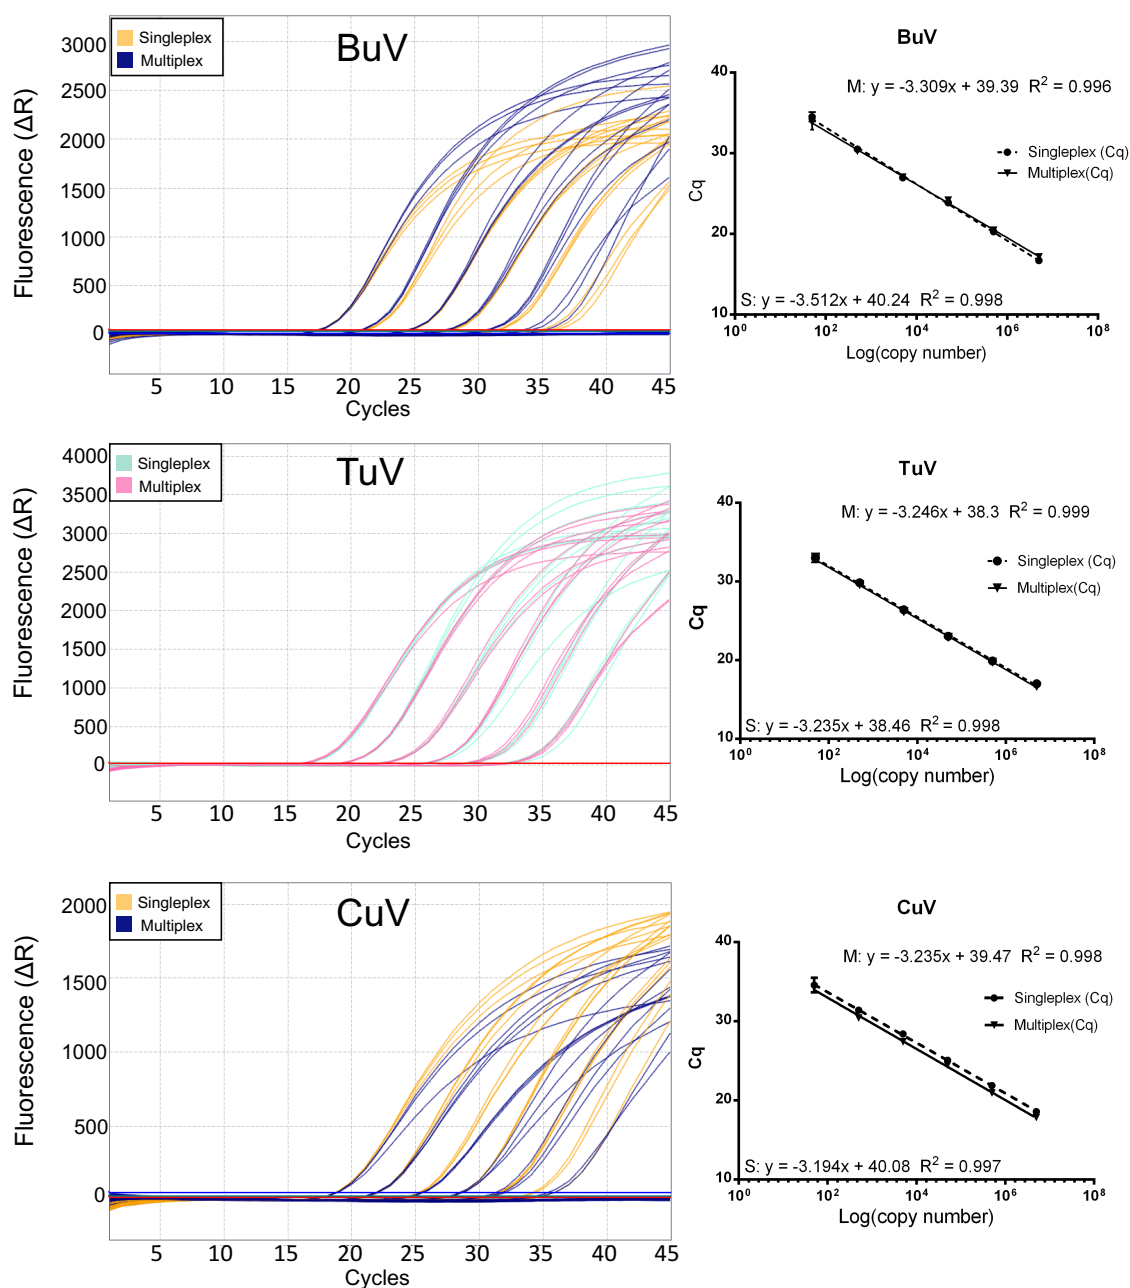 BuV
Singleplex
Multiplex
Fluorescence (ΔR)
3000
2500
2000
1500
1000
500
0
5 10 15 20 25 30 35 40 45
Cycles
BuV
M: y = -3.309x + 39.39 R² = 0.996
Singleplex (Cq)
Multiplex(Cq)
Cq
40
30
20
10
S: y = -3.512x + 40.24 R² = 0.998
10⁰ 10² 10⁴ 10⁶ 10⁸
Log(copy number)
TuV
Singleplex
Multiplex
Fluorescence (ΔR)
4000
3500
3000
2500
2000
1500
1000
500
0
5 10 15 20 25 30 35 40 45
Cycles
TuV
M: y = -3.246x + 38.3 R² = 0.999
Singleplex (Cq)
Multiplex(Cq)
Cq
40
30
20
10
S: y = -3.235x + 38.46 R² = 0.998
10⁰ 10² 10⁴ 10⁶ 10⁸
Log(copy number)
CuV
Singleplex
Multiplex
Fluorescence (ΔR)
2000
1500
1000
500
0
5 10 15 20 25 30 35 40 45
Cycles
CuV
M: y = -3.235x + 39.47 R² = 0.998
Singleplex (Cq)
Multiplex(Cq)
Cq
40
30
20
10
S: y = -3.194x + 40.08 R² = 0.997
10⁰ 10² 10⁴ 10⁶ 10⁸
Log(copy number)